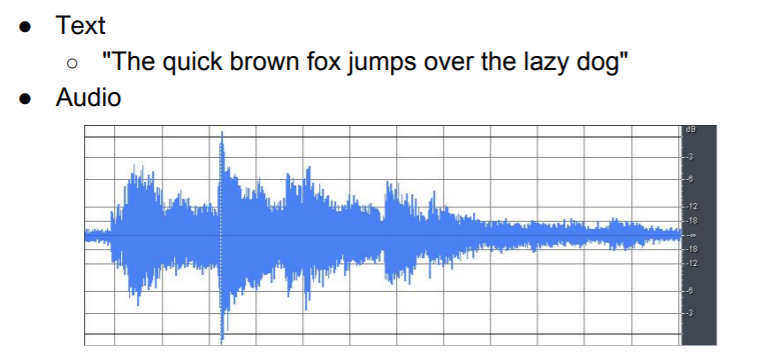 ● Text
○ "The quick brown fox jumps over the lazy dog"
● Audio
dB
-3
-6
-12
-18
-∞
-18
-12
-6
-3